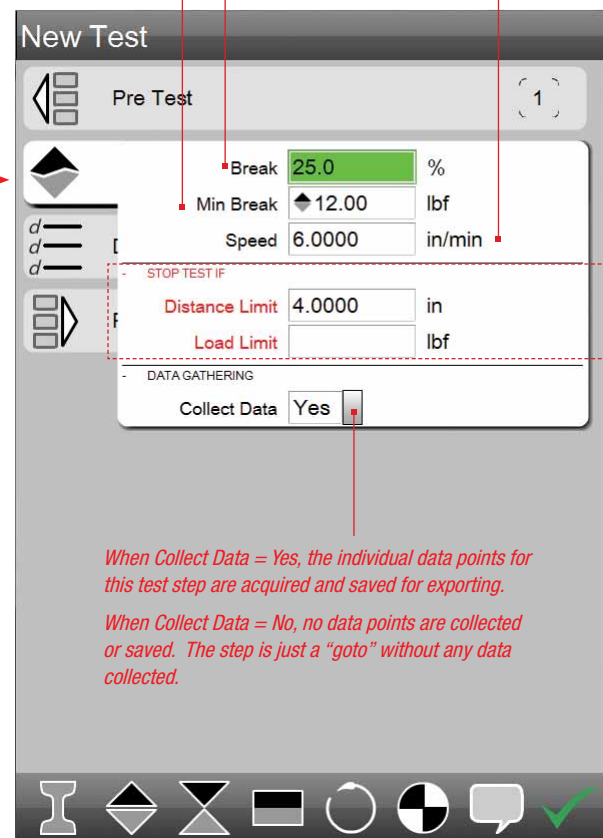 New Test
Pre Test 1
Break 25.0 %
Min Break 12.00 lbf
d
d
d
D
Speed 6.0000 in/min
- STOP TEST IF
Distance Limit 4.0000 in
F
Load Limit lbf
- DATA GATHERING
Collect Data Yes
When Collect Data = Yes, the individual data points for
this test step are acquired and saved for exporting.
When Collect Data = No, no data points are collected
or saved. The step is just a “goto” without any data
collected.